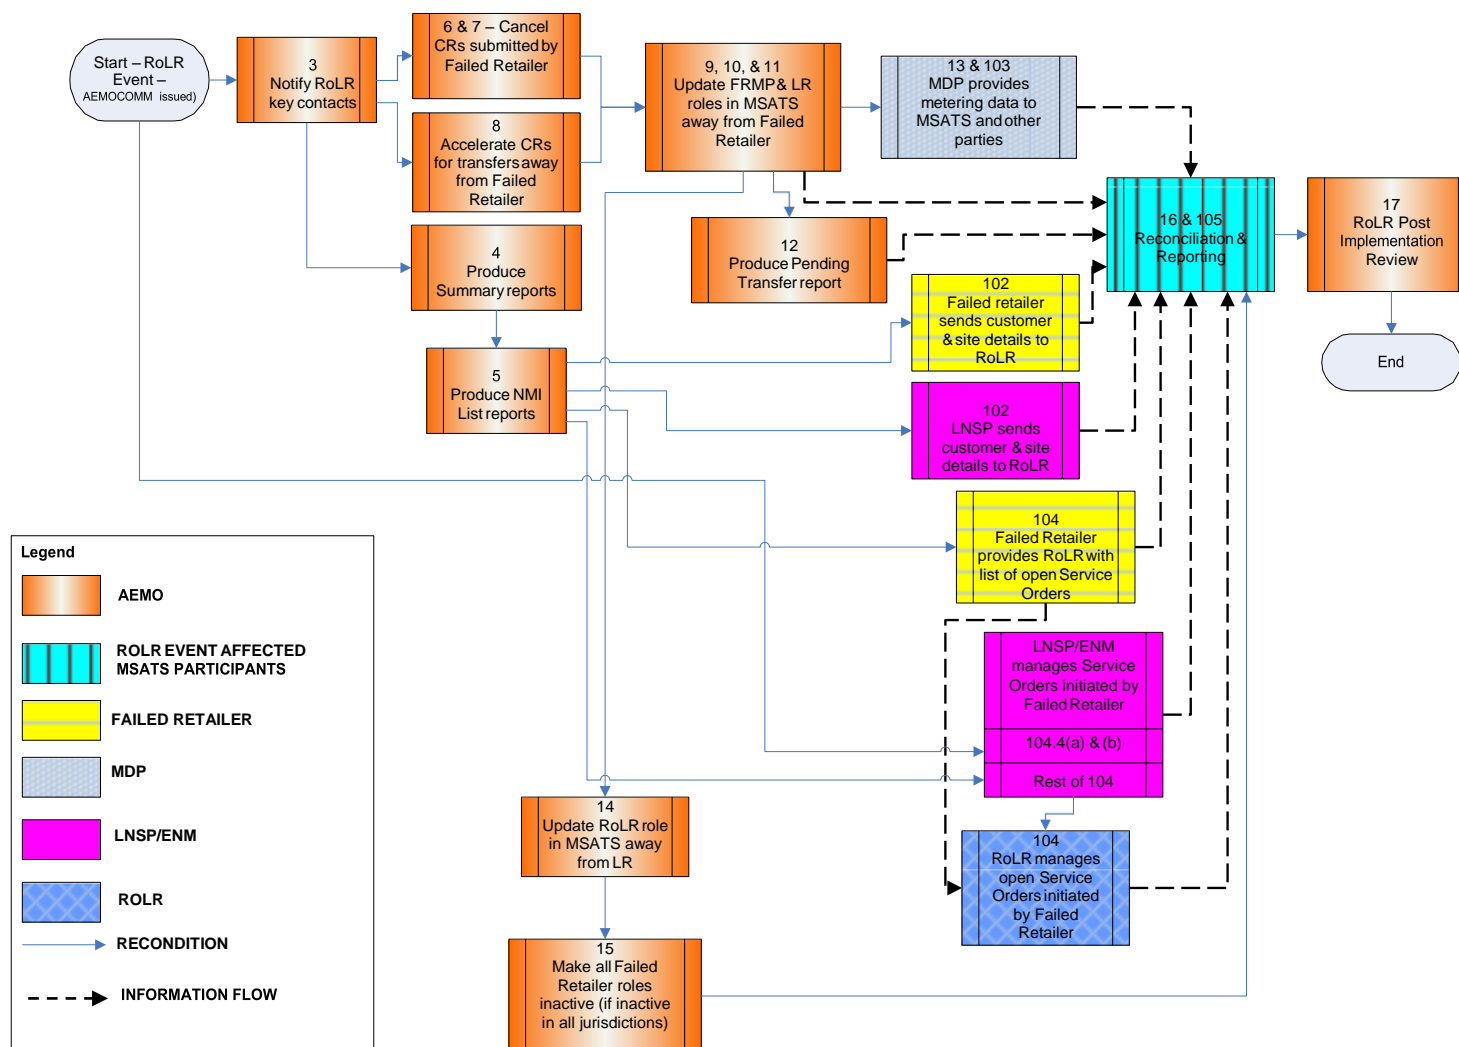 Start – RoLR
Event –
AEMOCOMM issued)
3
Notify RoLR
key contacts
6 & 7 – Cancel
CRs submitted by
Failed Retailer
8
Accelerate CRs
for transfers away
from Failed
Retailer
4
Produce
Summary reports
5
Produce NMI
List reports
9, 10, & 11
Update FRMP & LR
roles in MSATS
away from Failed
Retailer
12
Produce Pending
Transfer report
13 & 103
MDP provides
metering data to
MSATS and other
parties
16 & 105
Reconciliation &
Reporting
17
RoLR Post
Implementation
Review
End
102
Failed retailer
sends customer
& site details to
RoLR
102
LNSP sends
customer & site
details to RoLR
104
Failed Retailer
provides RoLR with
list of open Service
Orders
LNSP/ENM
manages Service
Orders initiated by
Failed Retailer
104.4(a) & (b)
Rest of 104
104
RoLR manages
open Service
Orders initiated
by Failed
Retailer
14
Update RoLR role
in MSATS away
from LR
15
Make all Failed
Retailer roles
inactive (if inactive
in all jurisdictions)
Legend
AEMO
ROLR EVENT AFFECTED
MSATS PARTICIPANTS
FAILED RETAILER
MDP
LNSP/ENM
ROLR
RECONDITION
INFORMATION FLOW